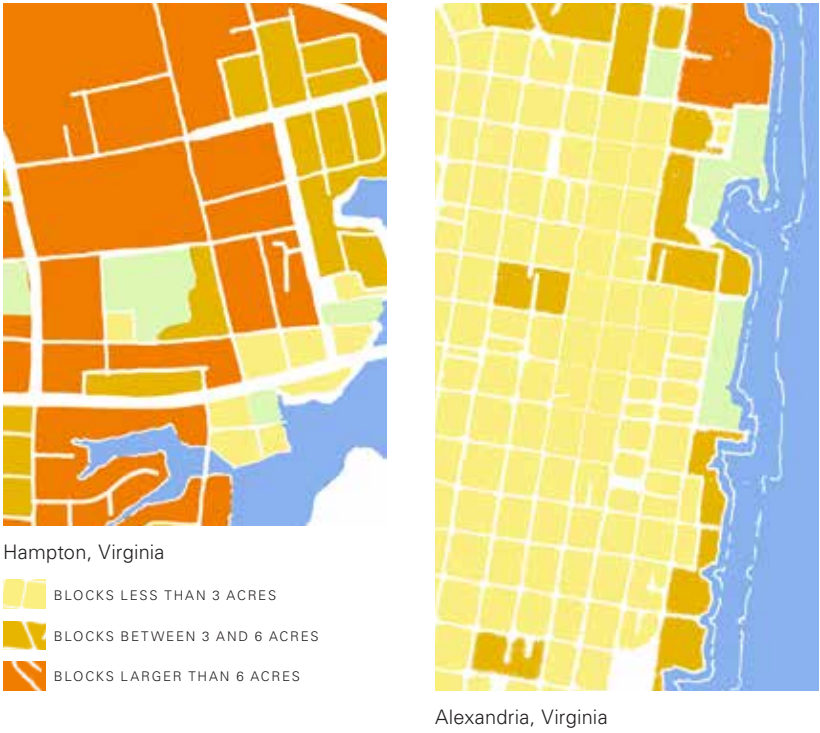 Hampton, Virginia
BLOCKS LESS THAN 3 ACRES
BLOCKS BETWEEN 3 AND 6 ACRES
BLOCKS LARGER THAN 6 ACRES
Alexandria, Virginia